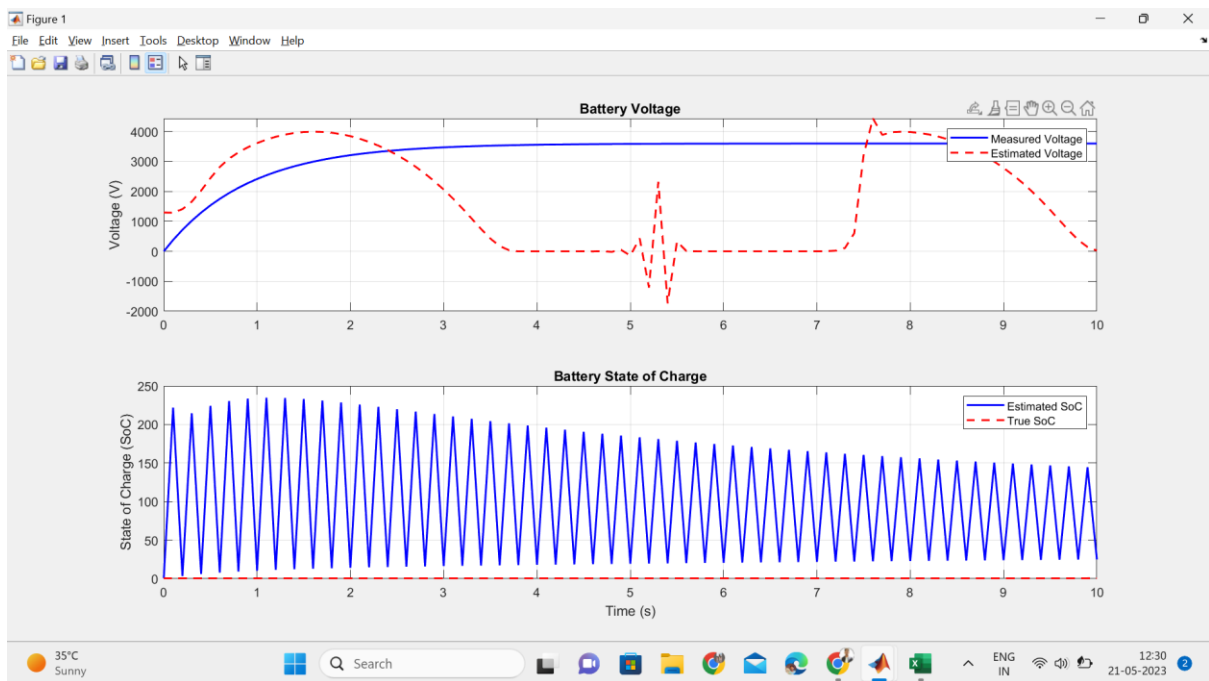 Figure 1
File Edit View Insert Tools Desktop Window Help
Battery Voltage
4000
3000
2000
1000
0
-1000
-2000
Voltage (V)
0 1 2 3 4 5 6 7 8 9 10
Measured Voltage
Estimated Voltage
Battery State of Charge
250
200
150
100
50
0
State of Charge (SoC)
0 1 2 3 4 5 6 7 8 9 10
Time (s)
Estimated SoC
True SoC
35°C
Sunny
Search
ENG
IN
12:30
21-05-2023
2